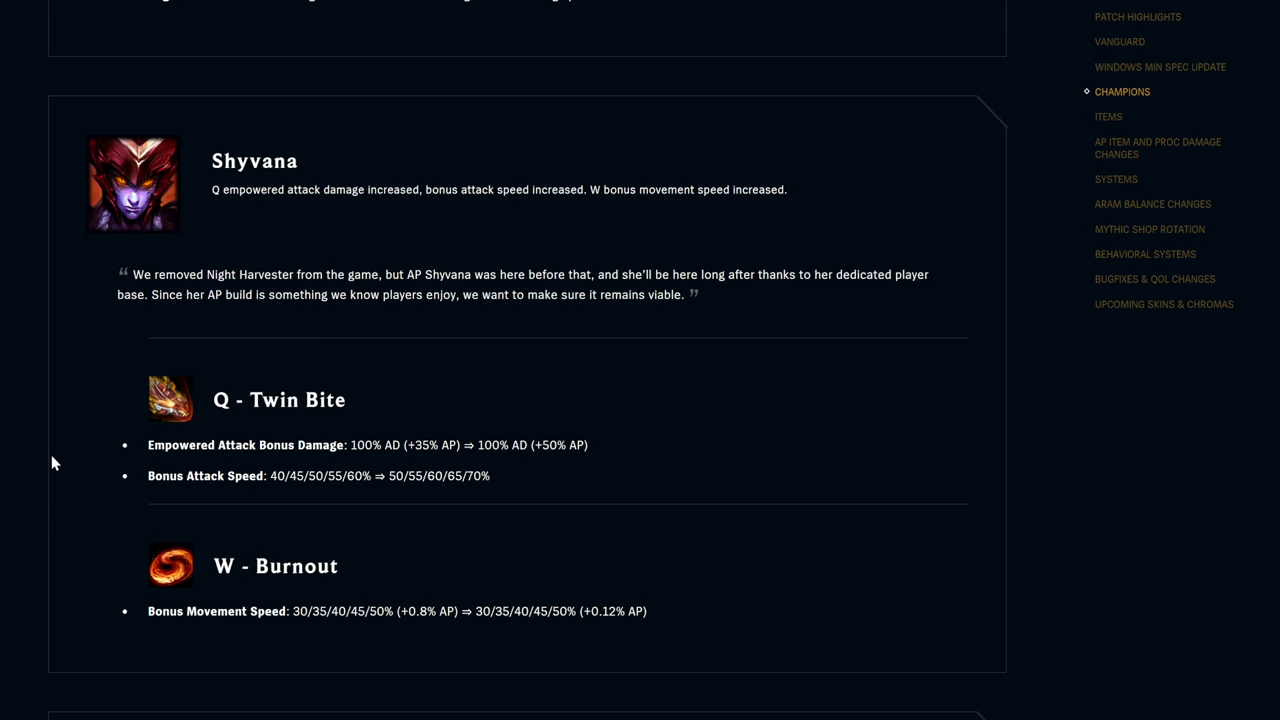 Shyvana
Q empowered attack damage increased, bonus attack speed increased. W bonus movement speed increased.
“ We removed Night Harvester from the game, but AP Shyvana was here before that, and she'll be here long after thanks to her dedicated player
base. Since her AP build is something we know players enjoy, we want to make sure it remains viable. ”
Q - Twin Bite
• Empowered Attack Bonus Damage: 100% AD (+35% AP) ⇒ 100% AD (+50% AP)
• Bonus Attack Speed: 40/45/50/55/60% ⇒ 50/55/60/65/70%
W - Burnout
• Bonus Movement Speed: 30/35/40/45/50% (+0.8% AP) ⇒ 30/35/40/45/50% (+0.12% AP)
PATCH HIGHLIGHTS
VANGUARD
WINDOWS MIN SPEC UPDATE
CHAMPIONS
ITEMS
AP ITEM AND PROC DAMAGE
CHANGES
SYSTEMS
ARAM BALANCE CHANGES
MYTHIC SHOP ROTATION
BEHAVIORAL SYSTEMS
BUGFIXES & QOL CHANGES
UPCOMING SKINS & CHROMAS